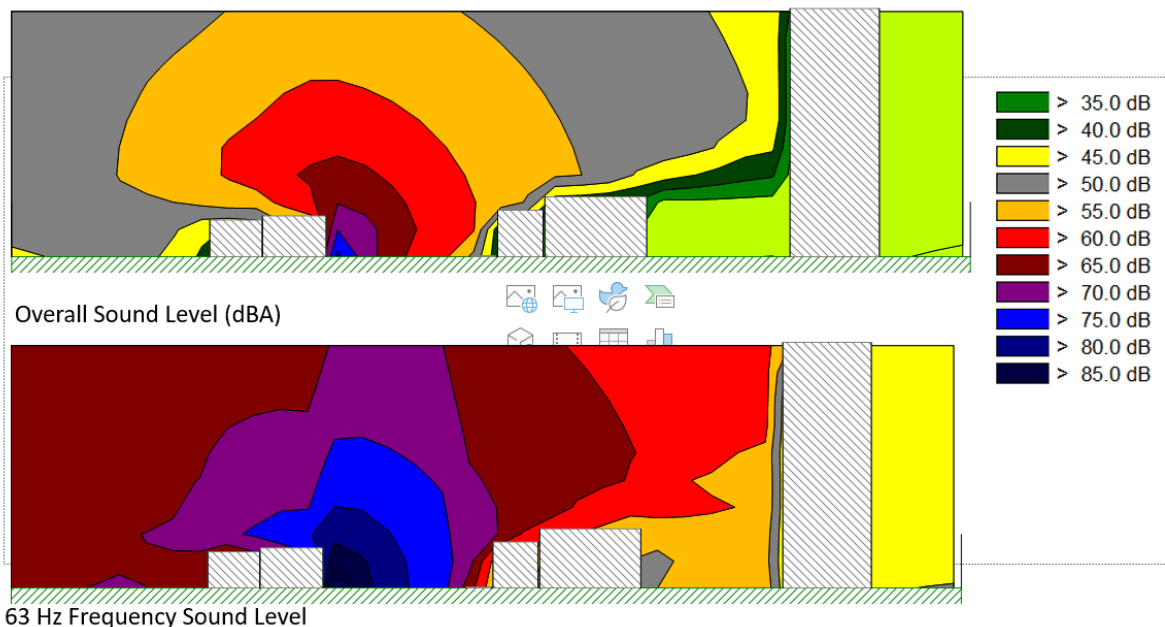 > 35.0 dB
> 40.0 dB
> 45.0 dB
> 50.0 dB
> 55.0 dB
> 60.0 dB
> 65.0 dB
> 70.0 dB
> 75.0 dB
> 80.0 dB
> 85.0 dB
Overall Sound Level (dBA)
63 Hz Frequency Sound Level